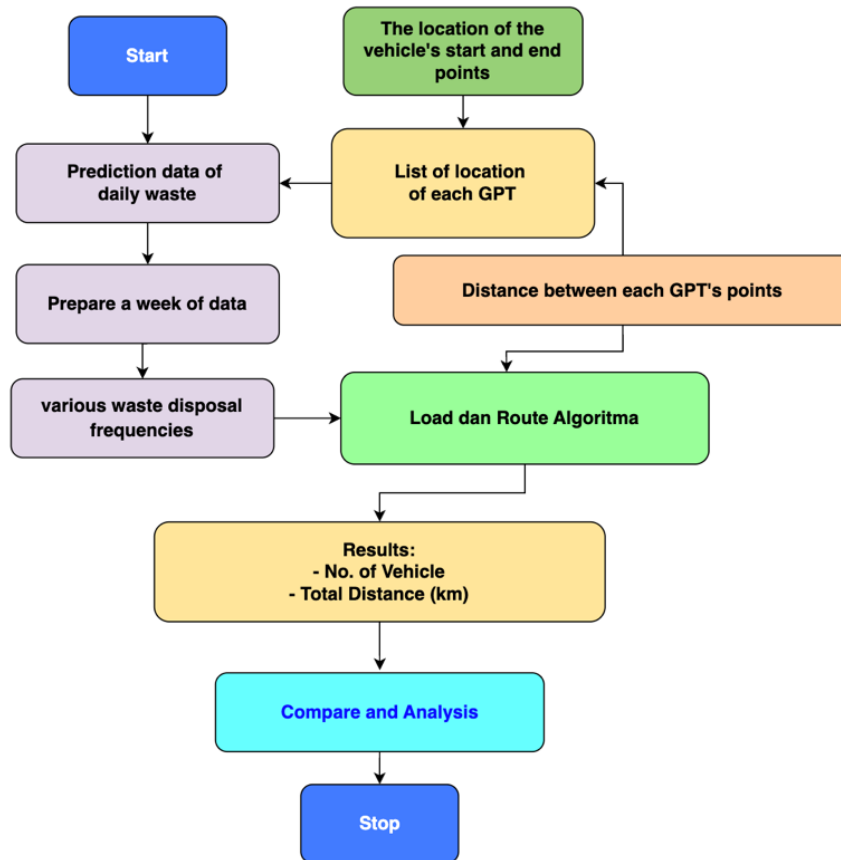 Start
The location of the
vehicle's start and end
points
Prediction data of
daily waste
List of location
of each GPT
Prepare a week of data
Distance between each GPT's points
various waste disposal
frequencies
Load dan Route Algoritma
Results:
- No. of Vehicle
- Total Distance (km)
Compare and Analysis
Stop